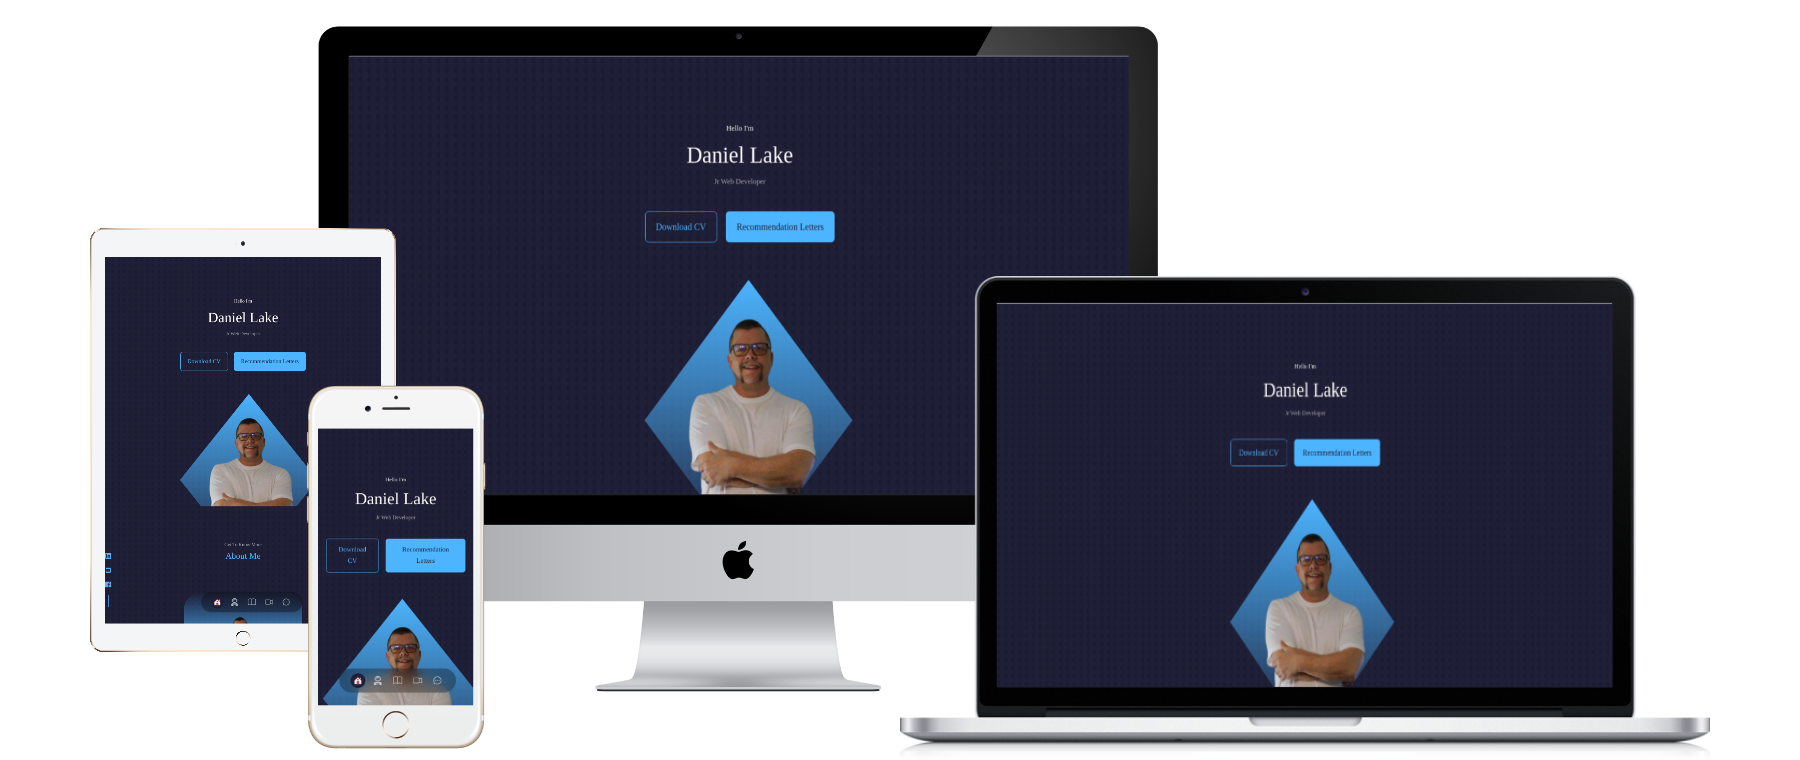 Hello I'm
Daniel Lake
Jr Web Developer
Download CV
Recommendation Letters
Hello I'm
Daniel Lake
Jr Web Developer
Download CV
Recommendation Letters
Get To Know More
About Me
Hello I'm
Daniel Lake
Jr Web Developer
Download
CV
Recommendation
Letters
Hello I'm
Daniel Lake
Jr Web Developer
Download CV
Recommendation Letters